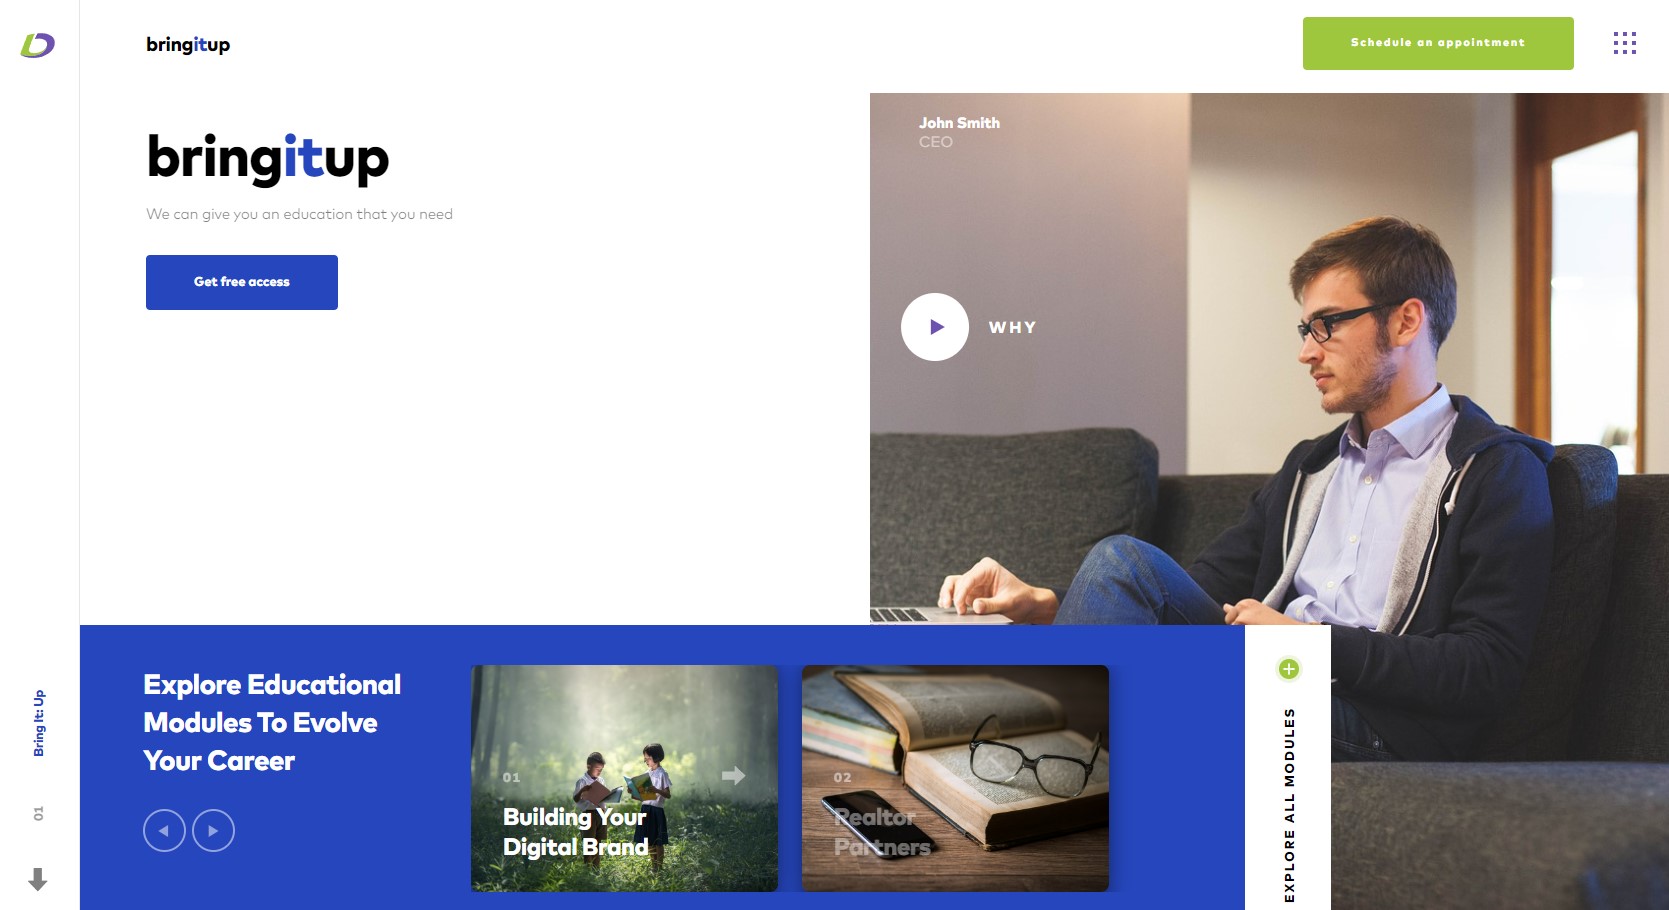 bringitup
Schedule an appointment
bringitup
We can give you an education that you need
Get free access
John Smith
CEO
WHY
Explore Educational
Modules To Evolve
Your Career
01
Building Your
Digital Brand
02
Realtor
Partners
EXPLORE ALL MODULES
Bring It: Up
01